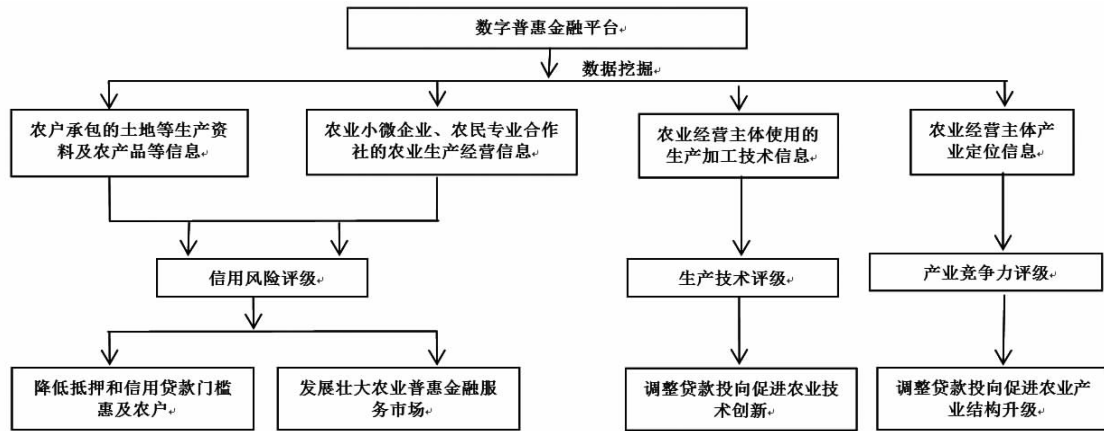 数字普惠金融平台
数据挖掘
农户承包的土地等生产资
料及农产品等信息
农业小微企业、农民专业合作
社的农业生产经营信息
农业经营主体使用的
生产加工技术信息
农业经营主体产
业定位信息
信用风险评级
生产技术评级
产业竞争力评级
降低抵押和信用贷款门槛
惠及农户
发展壮大农业普惠金融服
务市场
调整贷款投向促进农业技
术创新
调整贷款投向促进农业产
业结构升级